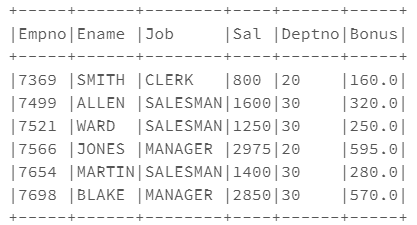 +-----+------+--------+----+------+-----+
|Empno|Ename |Job     |Sal |Deptno|Bonus|
+-----+------+--------+----+------+-----+
|7369 |SMITH |CLERK   |800 |20    |160.0|
|7499 |ALLEN |SALESMAN|1600|30    |320.0|
|7521 |WARD  |SALESMAN|1250|30    |250.0|
|7566 |JONES |MANAGER |2975|20    |595.0|
|7654 |MARTIN|SALESMAN|1400|30    |280.0|
|7698 |BLAKE |MANAGER |2850|30    |570.0|
+-----+------+--------+----+------+-----+